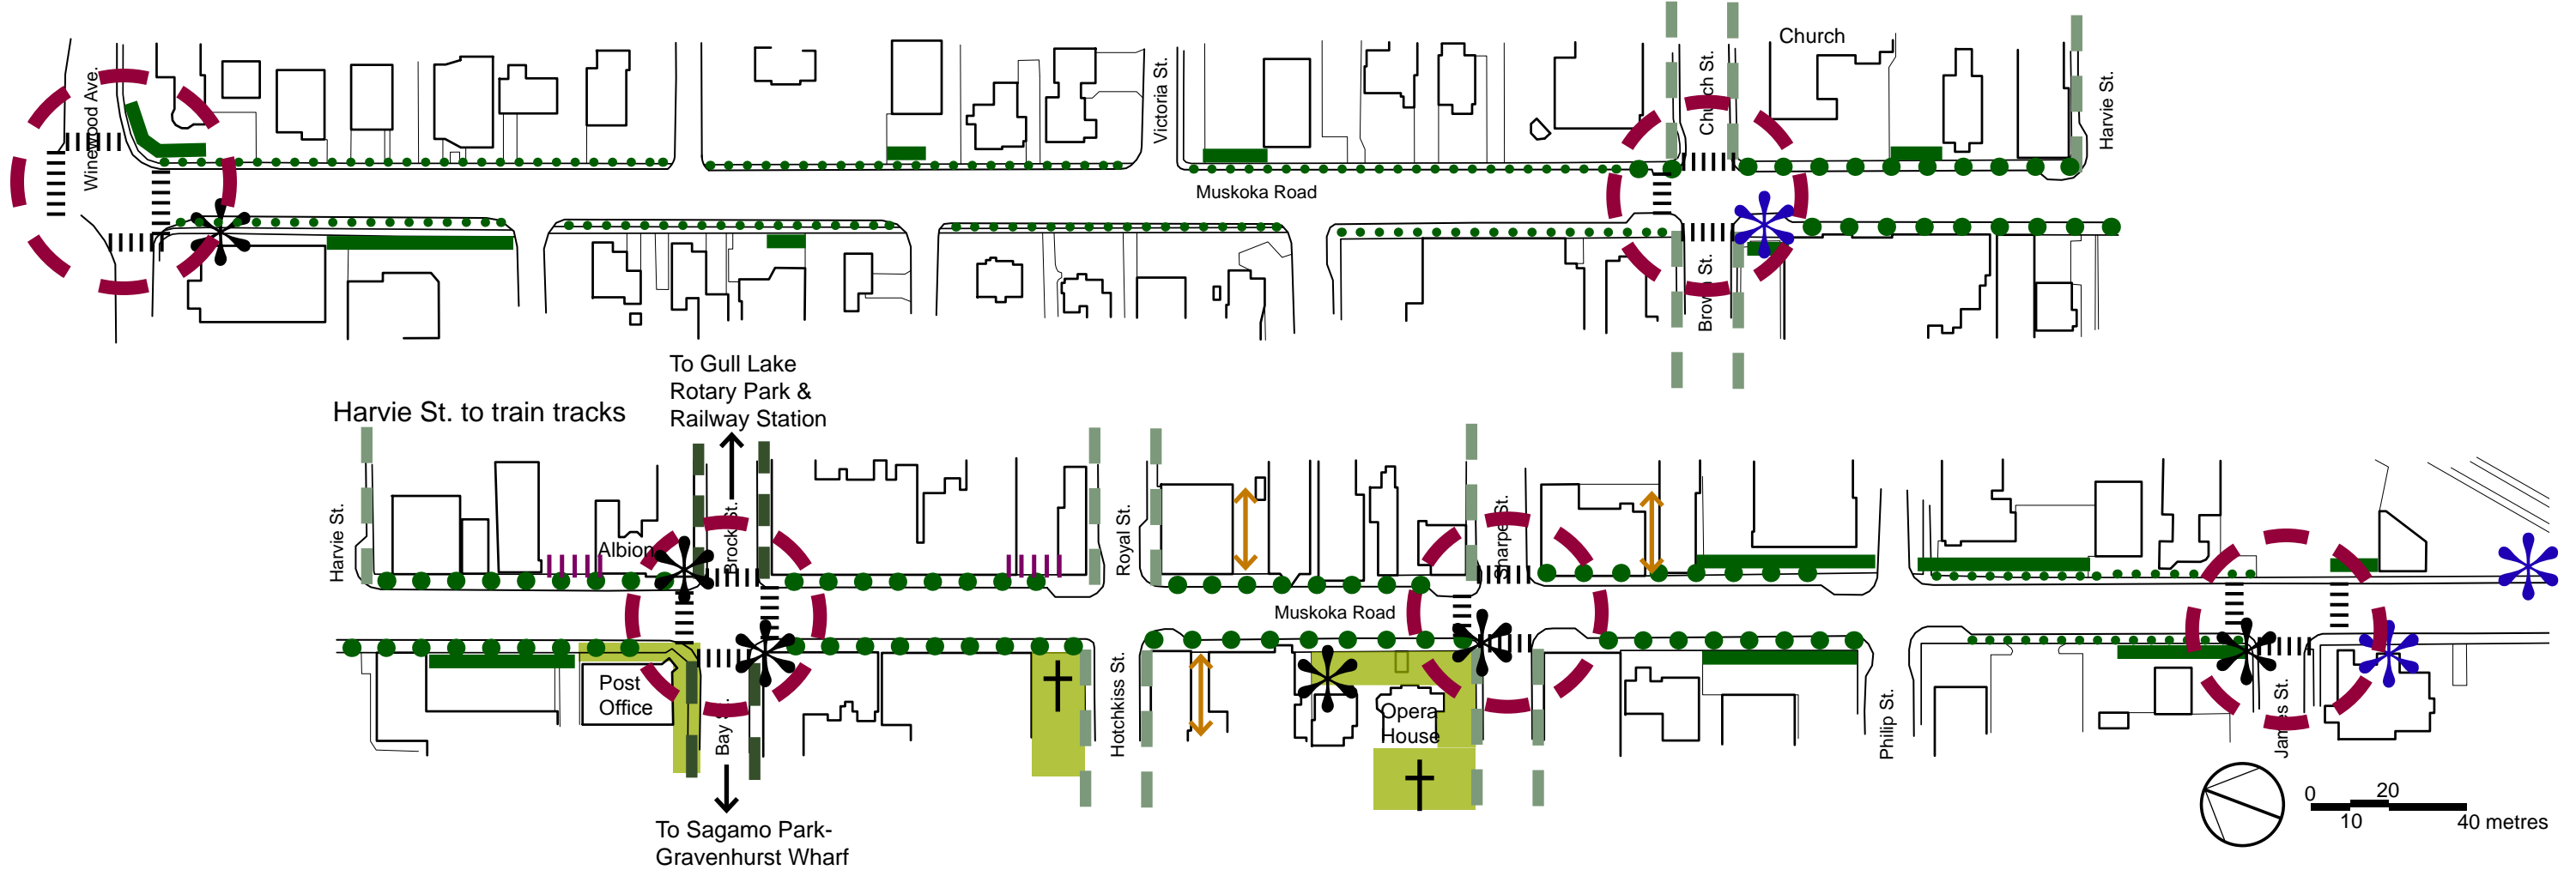 Church
Winewood Ave.
Victoria St.
Church St.
Harvie St.
Muskoka Road
Brown St.
To Gull Lake
Rotary Park &
Railway Station
Harvie St. to train tracks
Harvie St.
Albion
Brock St.
Royal St.
Sharpe St.
Muskoka Road
Post
Office
Bay St.
Hotchkiss St.
Opera
House
Philip St.
James St.
To Sagamo Park-
Gravenhurst Wharf
0
20
10
40 metres